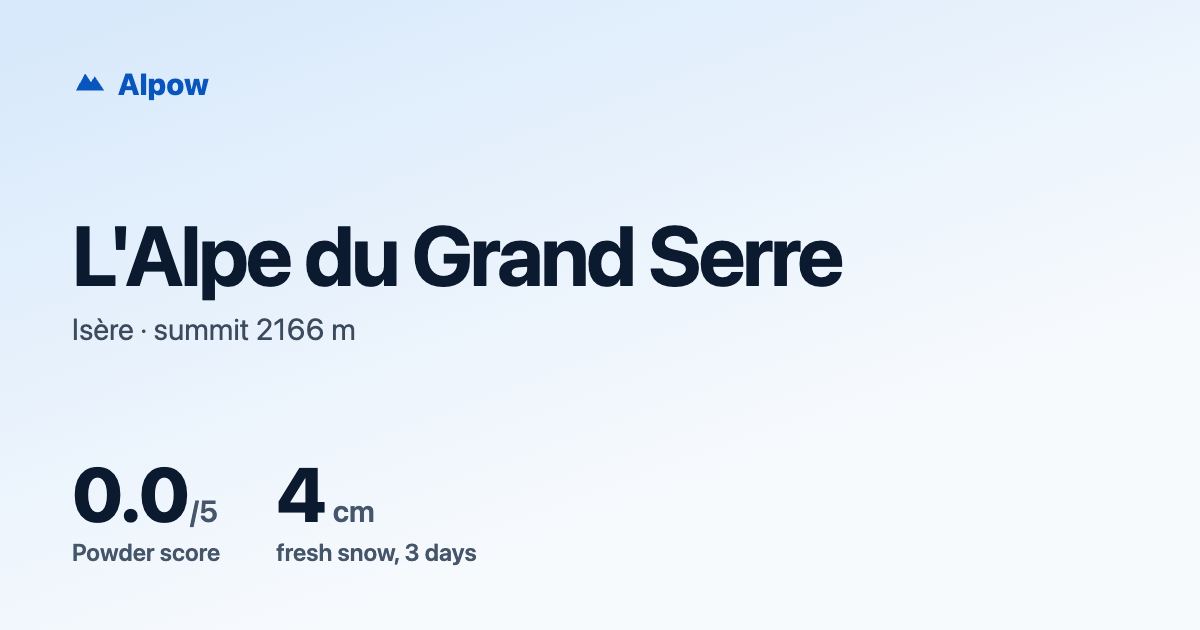 Alpow
L'Alpe du Grand Serre
Isère · summit 2166 m
0.0/5 4 cm
Powder score fresh snow, 3 days